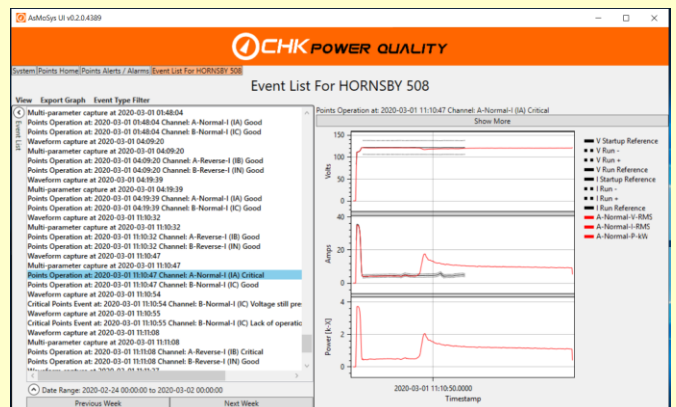 AsMoSys UI v0.2.0.4389
CHK POWER QUALITY
System Points Home Points Alerts / Alarms Event List For HORNSBY 508
Event List For HORNSBY 508
View Export Graph Event Type Filter
Event List
Multi-parameter capture at 2020-03-01 01:48:04
Points Operation at: 2020-03-01 01:48:04 Channel: A-Normal-I (IA) Good
Points Operation at: 2020-03-01 01:48:04 Channel: B-Normal-I (IC) Good
Waveform capture at 2020-03-01 04:09:20
Multi-parameter capture at 2020-03-01 04:09:20
Points Operation at: 2020-03-01 04:09:20 Channel: A-Reverse-I (IB) Good
Points Operation at: 2020-03-01 04:09:20 Channel: B-Reverse-I (IN) Good
Waveform capture at 2020-03-01 04:19:39
Multi-parameter capture at 2020-03-01 04:19:39
Points Operation at: 2020-03-01 04:19:39 Channel: A-Normal-I (IA) Good
Points Operation at: 2020-03-01 04:19:39 Channel: B-Normal-I (IC) Good
Waveform capture at 2020-03-01 11:10:32
Multi-parameter capture at 2020-03-01 11:10:32
Points Operation at: 2020-03-01 11:10:32 Channel: A-Reverse-I (IB) Good
Points Operation at: 2020-03-01 11:10:32 Channel: B-Reverse-I (IN) Good
Waveform capture at 2020-03-01 11:10:47
Multi-parameter capture at 2020-03-01 11:10:47
Points Operation at: 2020-03-01 11:10:47 Channel: A-Normal-I (IA) Critical
Points Operation at: 2020-03-01 11:10:47 Channel: B-Normal-I (IC) Good
Waveform capture at 2020-03-01 11:10:54
Critical Points Event at: 2020-03-01 11:10:54 Channel: B-Normal-I (IC) Voltage still pre
Waveform capture at 2020-03-01 11:10:55
Critical Points Event at: 2020-03-01 11:10:55 Channel: B-Normal-I (IC) Lack of operatio
Waveform capture at 2020-03-01 11:11:08
Multi-parameter capture at 2020-03-01 11:11:08
Points Operation at: 2020-03-01 11:11:08 Channel: A-Reverse-I (IB) Critical
Points Operation at: 2020-03-01 11:11:08 Channel: B-Reverse-I (IN) Good
Date Range: 2020-02-24 00:00:00 to 2020-03-02 00:00:00
Previous Week Next Week
Points Operation at: 2020-03-01 11:10:47 Channel: A-Normal-I (IA) Critical
Show More
150
100
50
0
Volts
40
20
0
Amps
4
2
0
Power [k-X]
2020-03-01 11:10:50.0000
Timestamp
V Startup Reference
V Run -
V Run +
V Run Reference
I Startup Reference
I Run -
I Run +
I Run Reference
A-Normal-V-RMS
A-Normal-I-RMS
A-Normal-P-kW